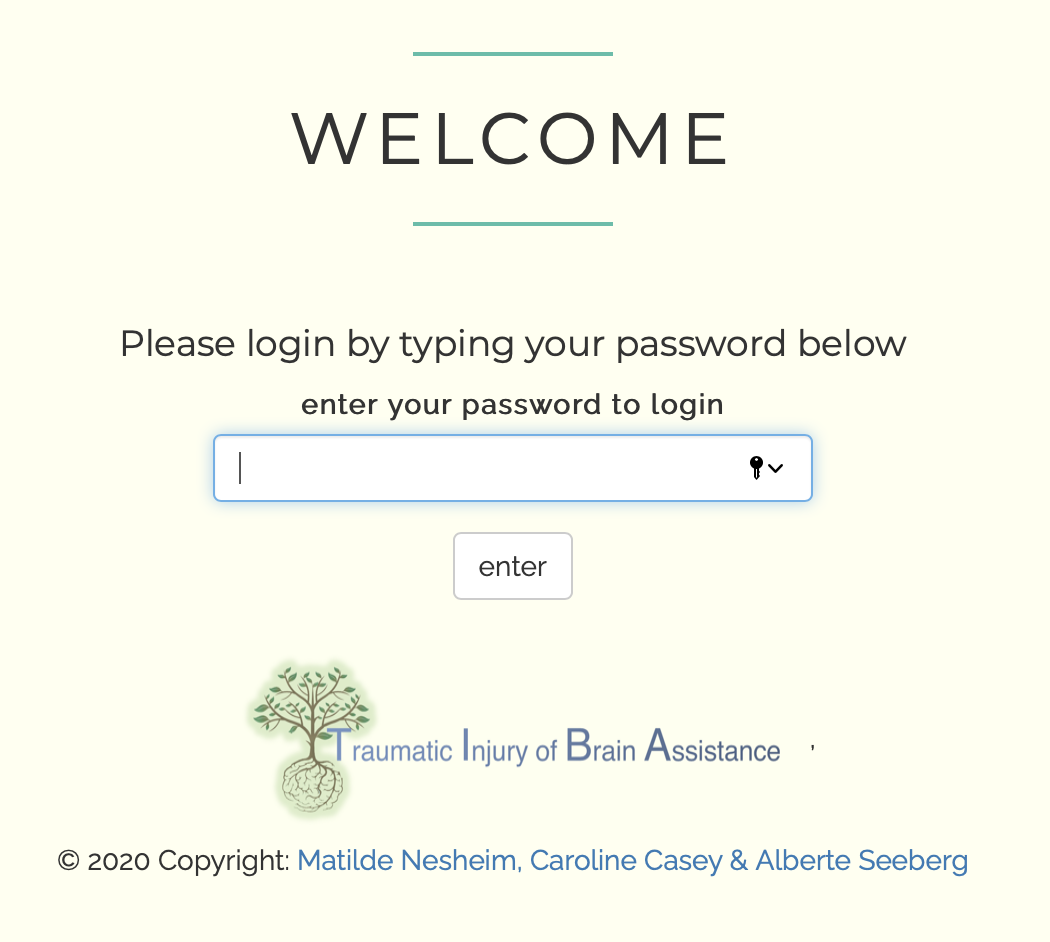 WELCOME
Please login by typing your password below
enter your password to login
enter
Traumatic Injury of Brain Assistance ,
© 2020 Copyright: Matilde Nesheim, Caroline Casey & Alberte Seeberg